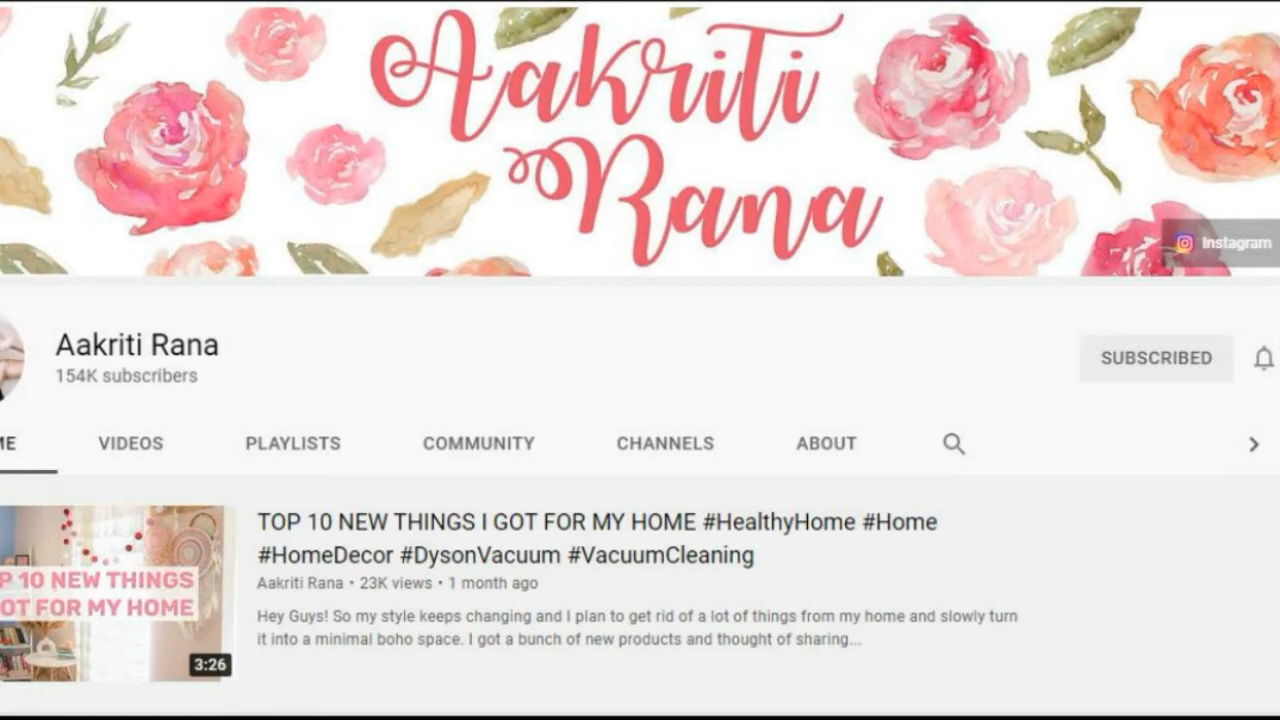 Aakriti
Rana
Instagram
Aakriti Rana
154K subscribers
SUBSCRIBED
ME VIDEOS PLAYLISTS COMMUNITY CHANNELS ABOUT
TOP 10 NEW THINGS I GOT FOR MY HOME #HealthyHome #Home
#HomeDecor #DysonVacuum #VacuumCleaning
Aakriti Rana • 23K views • 1 month ago
Hey Guys! So my style keeps changing and I plan to get rid of a lot of things from my home and slowly turn
it into a minimal boho space. I got a bunch of new products and thought of sharing...
P 10 NEW THINGS
OT FOR MY HOME
3:26